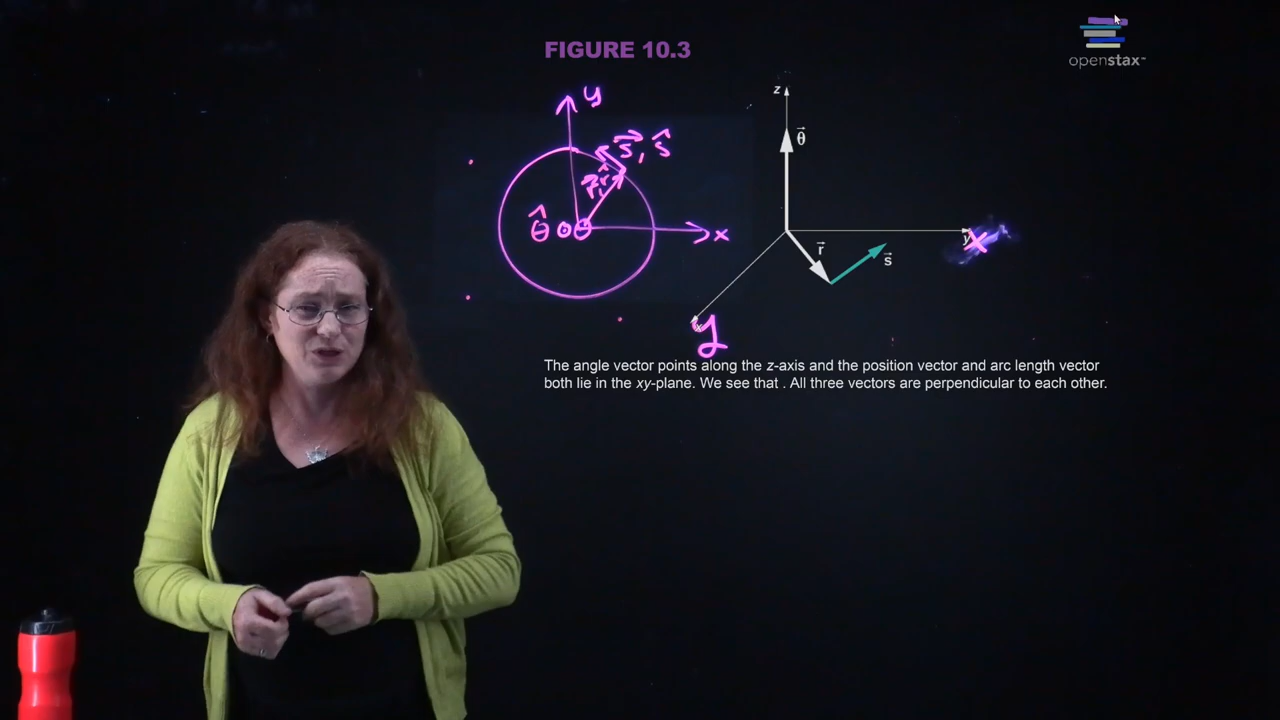 FIGURE 10.3
openstax™
y
s⃗, ŝ
r⃗, r̂
θ̂
x
z
θ⃗
r⃗
s⃗
x
y
The angle vector points along the z-axis and the position vector and arc length vector
both lie in the xy-plane. We see that . All three vectors are perpendicular to each other.